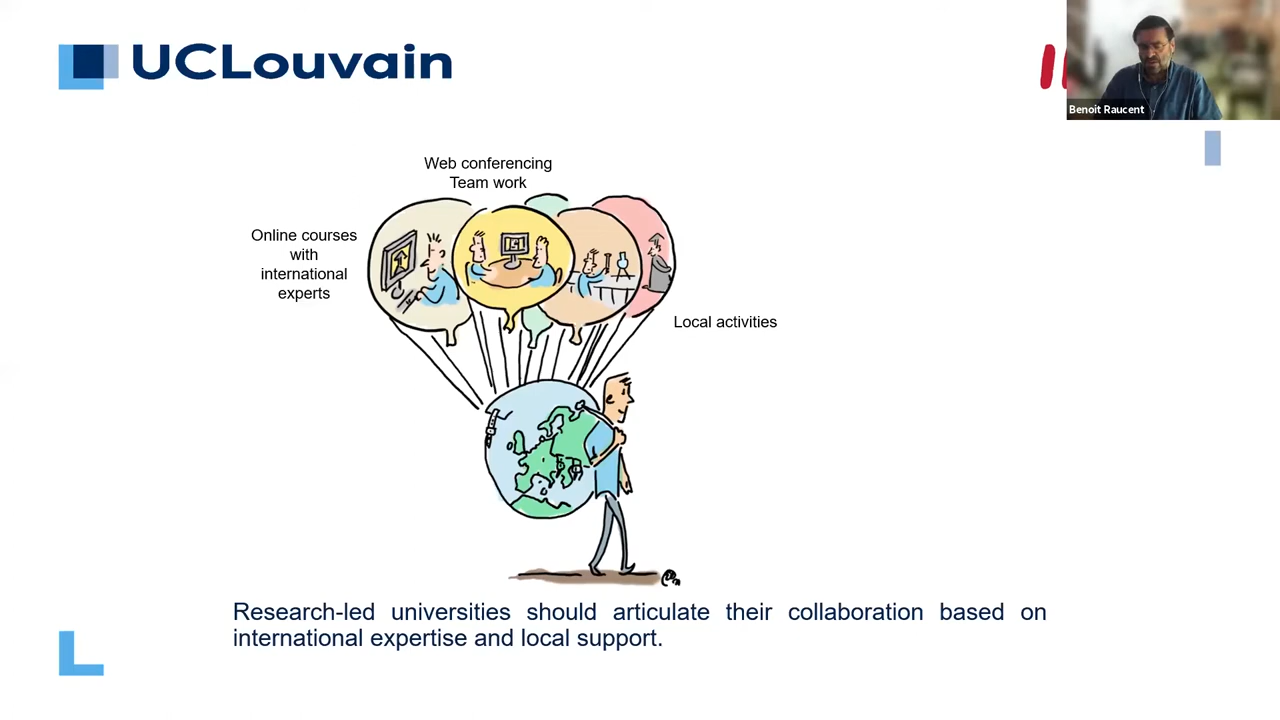 UCLouvain
Benoit Raucent
Web conferencing
Team work
Online courses
with
international
experts
Local activities
Research-led universities should articulate their collaboration based on
international expertise and local support.